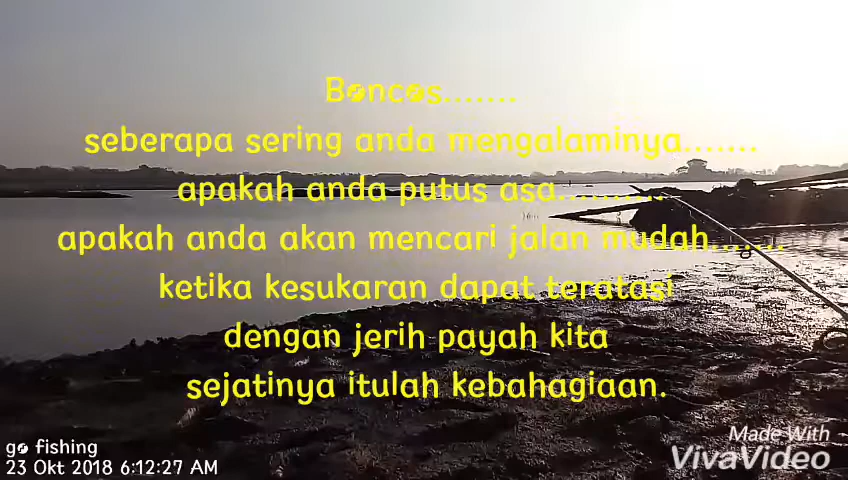 Boncos.......
seberapa sering anda mengalaminya.......
apakah anda putus asa..........
apakah anda akan mencari jalan mudah.......
ketika kesukaran dapat teratasi
dengan jerih payah kita
sejatinya itulah kebahagiaan.
go fishing
23 Okt 2018 6:12:27 AM
Made With
VivaVideo